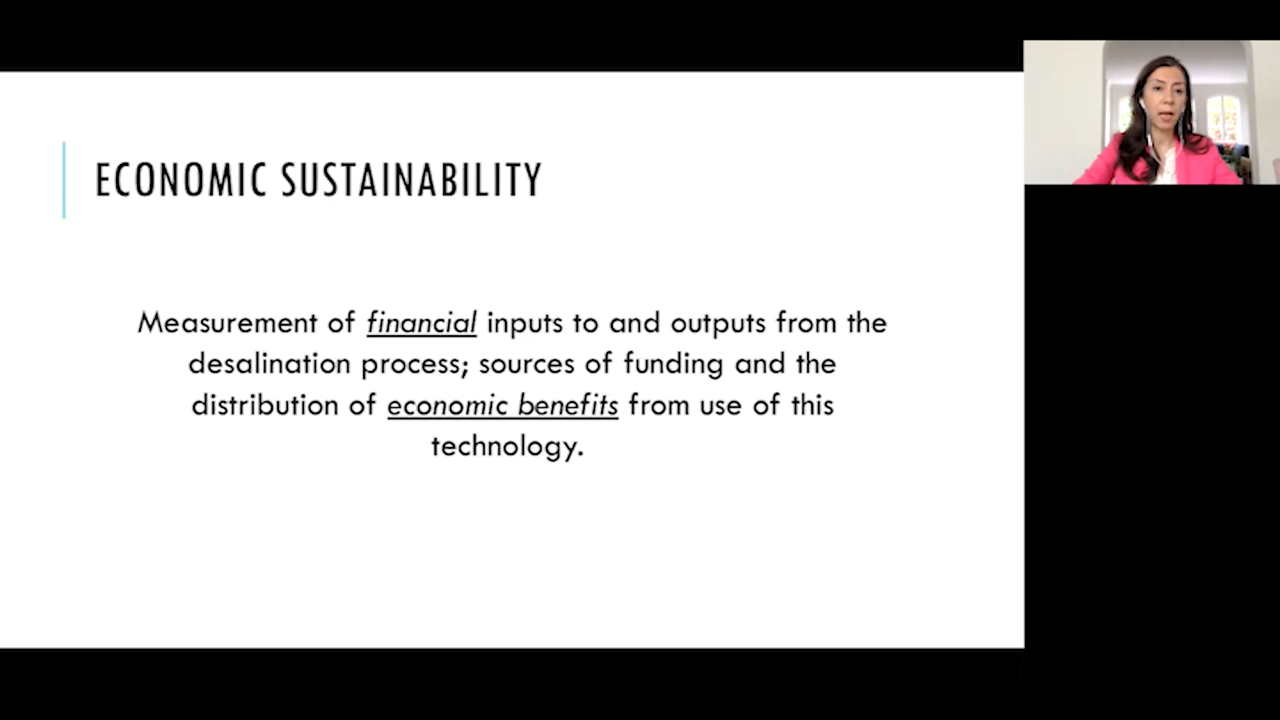 ECONOMIC SUSTAINABILITY
Measurement of financial inputs to and outputs from the
desalination process; sources of funding and the
distribution of economic benefits from use of this
technology.